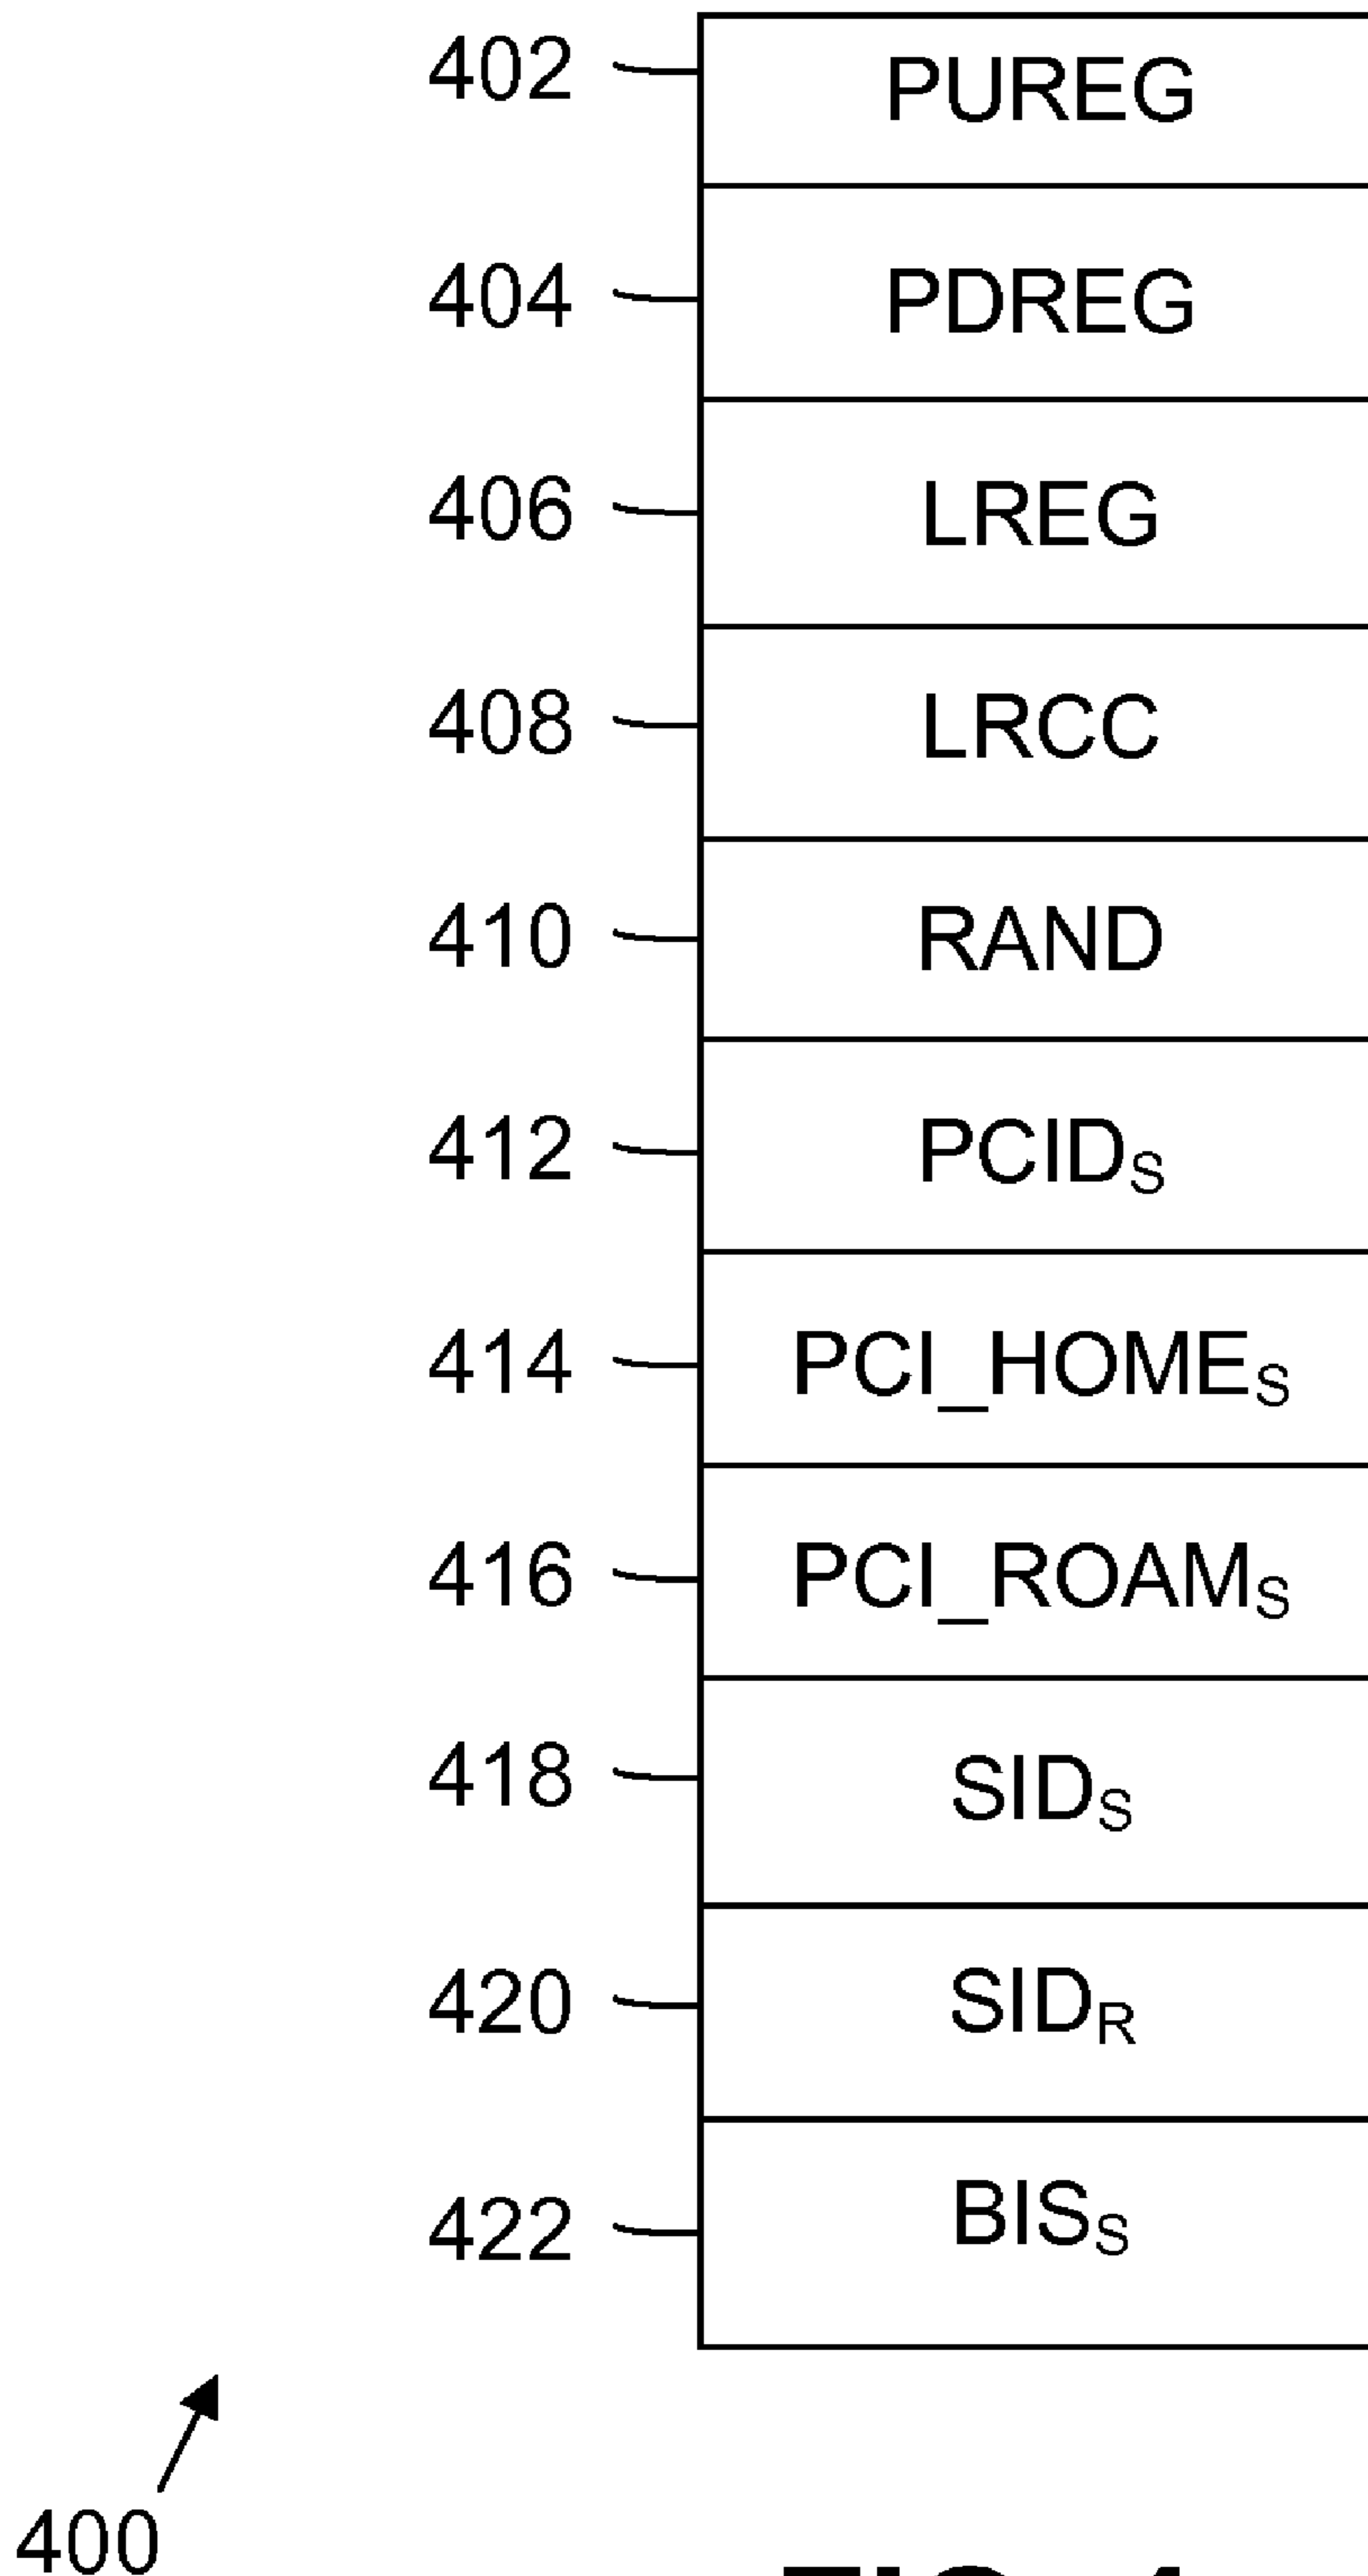 402 PUREG
404 PDREG
406 LREG
408 LRCC
410 RAND
412 PCIDS
414 PCI_HOMES
416 PCI_ROAMS
418 SIDS
420 SIDR
422 BISS
400